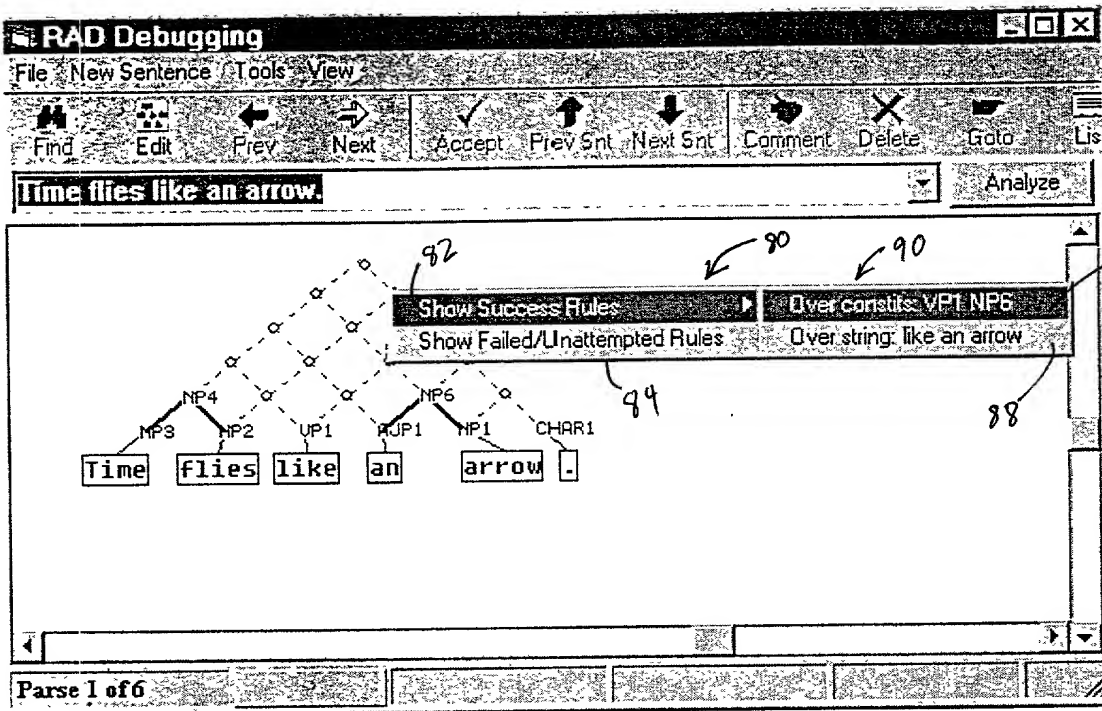 RAD Debugging
File New Sentence Tools View
Find Edit Prev Next Accept Prev Snt Next Snt Comment Delete Goto Lis
Time flies like an arrow. Analyze
82 80 90
Show Success Rules Over constits: VP1 NP6
Show Failed/Unattempted Rules Over string: like an arrow
84 88
NP4 NP6
NP3 NP2 VP1 AJP1 NP1 CHAR1
Time flies like an arrow .
Parse 1 of 6